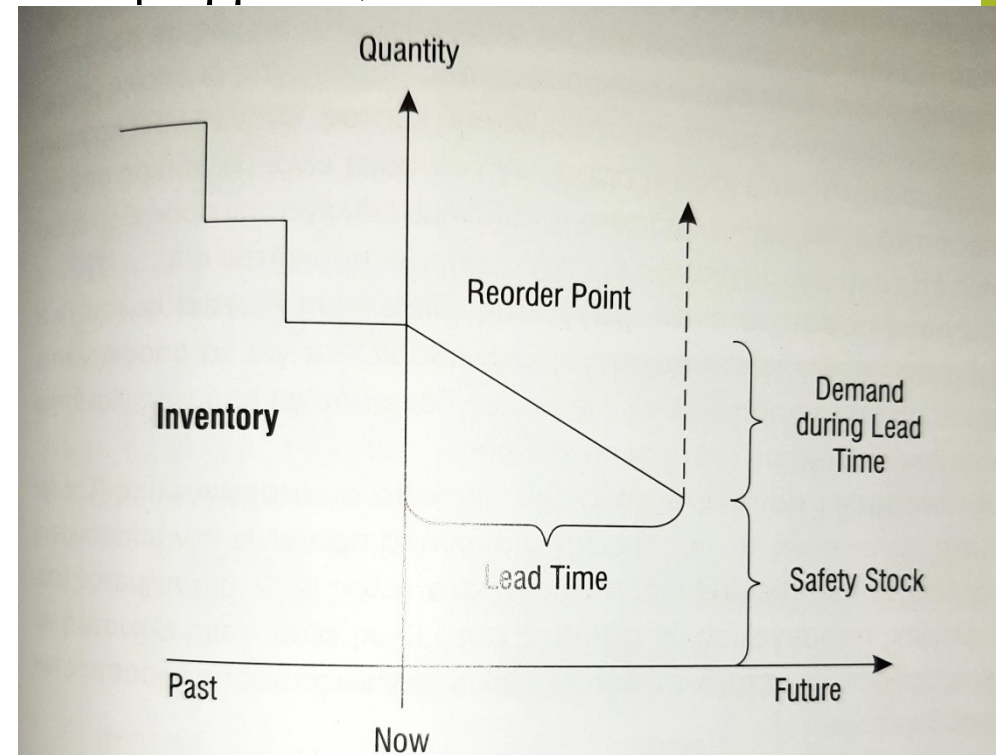 Quantity
Reorder Point
Inventory
Demand
during Lead
Time
Lead Time
Safety Stock
Past
Future
Now